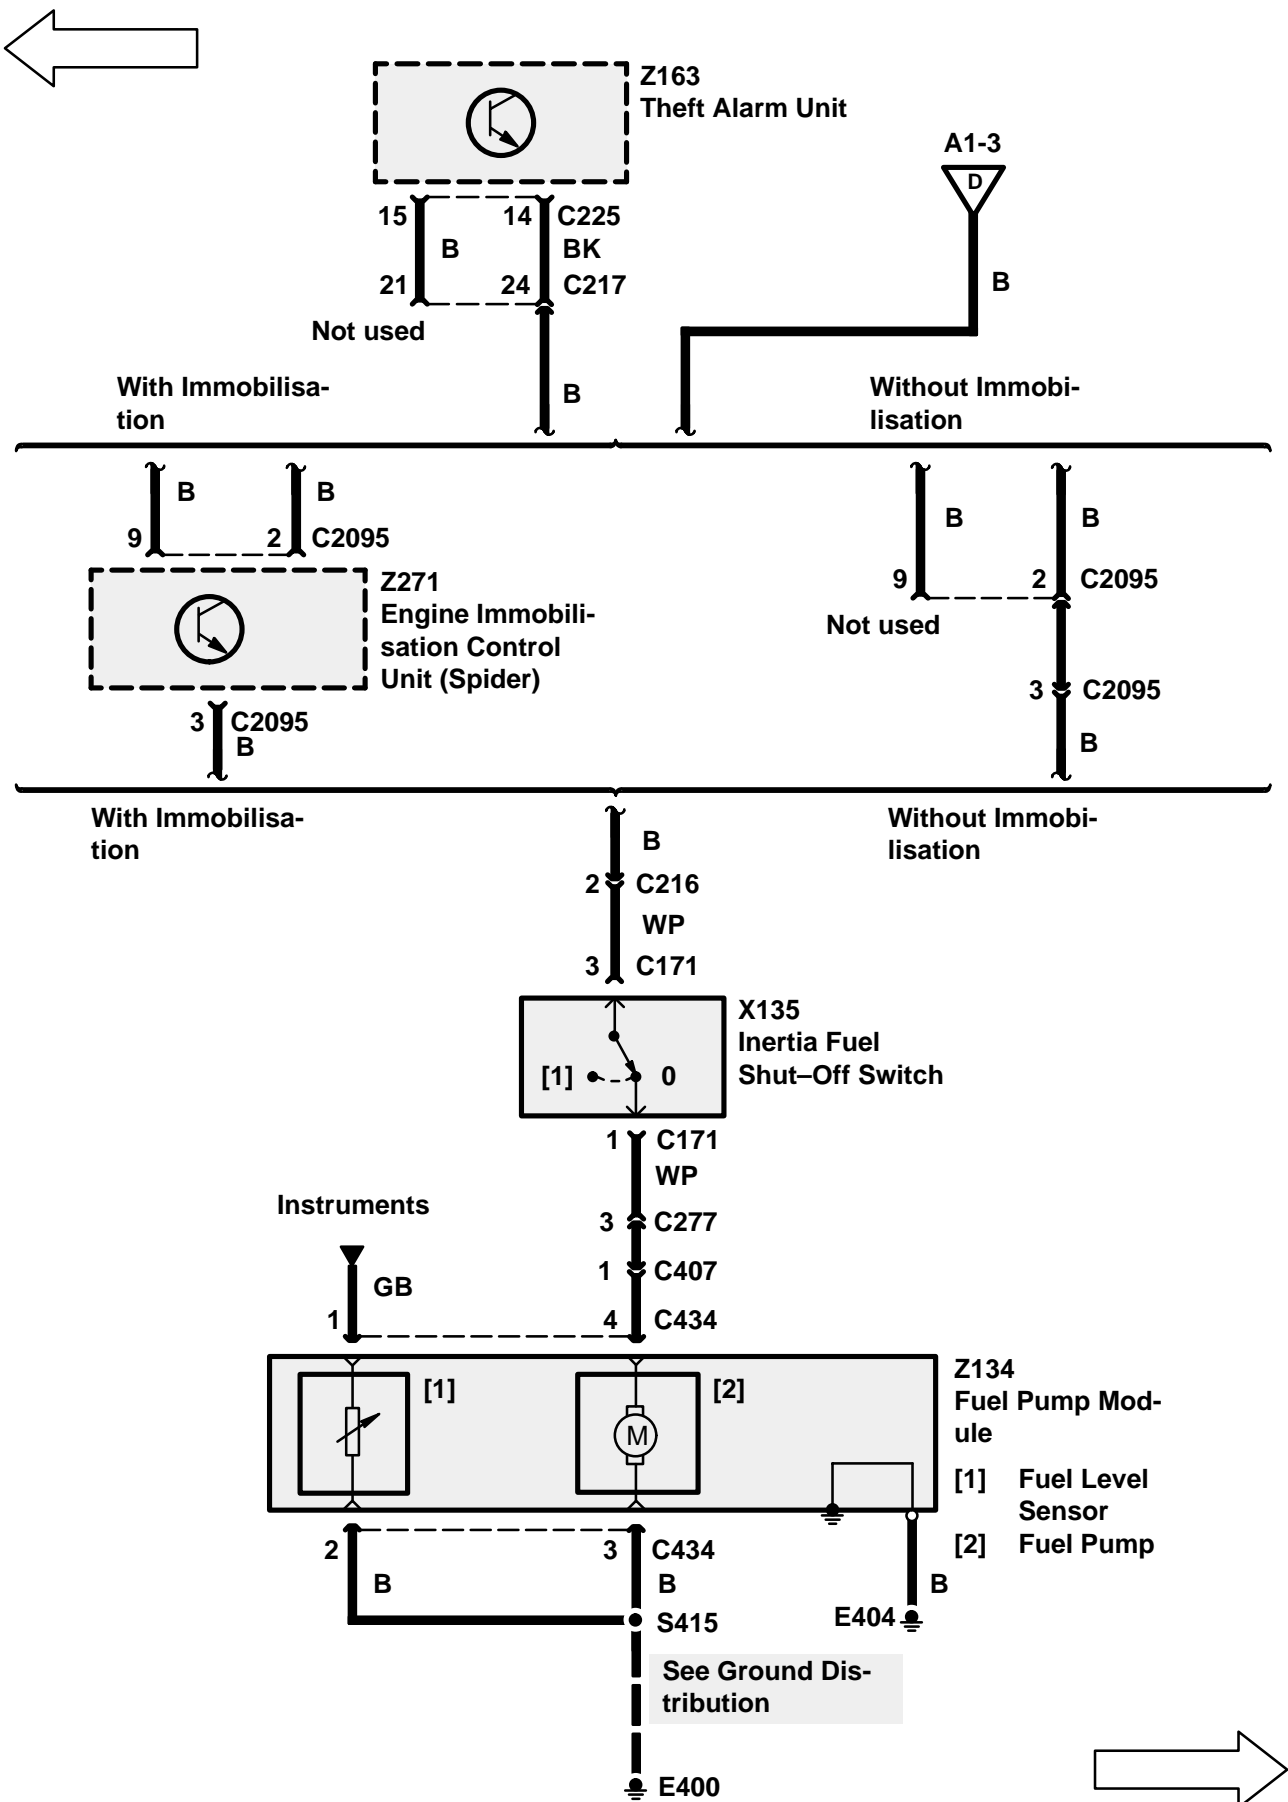 Z163
Theft Alarm Unit
A1-3
D
15
14
C225
B
BK
21
24
C217
B
Not used
With Immobilisa-
tion
B
Without Immobi-
lisation
B
B
B
B
9
2
C2095
9
2
C2095
Z271
Engine Immobili-
sation Control
Unit (Spider)
Not used
3
C2095
3
C2095
B
B
With Immobilisa-
tion
Without Immobi-
lisation
B
2
C216
WP
3
C171
X135
Inertia Fuel
Shut–Off Switch
[1]
0
1
C171
WP
Instruments
3
C277
GB
1
C407
1
4
C434
[1]
[2]
M
Z134
Fuel Pump Mod-
ule
[1] Fuel Level
Sensor
[2] Fuel Pump
2
3
C434
B
B
B
S415
E404
See Ground Dis-
tribution
E400